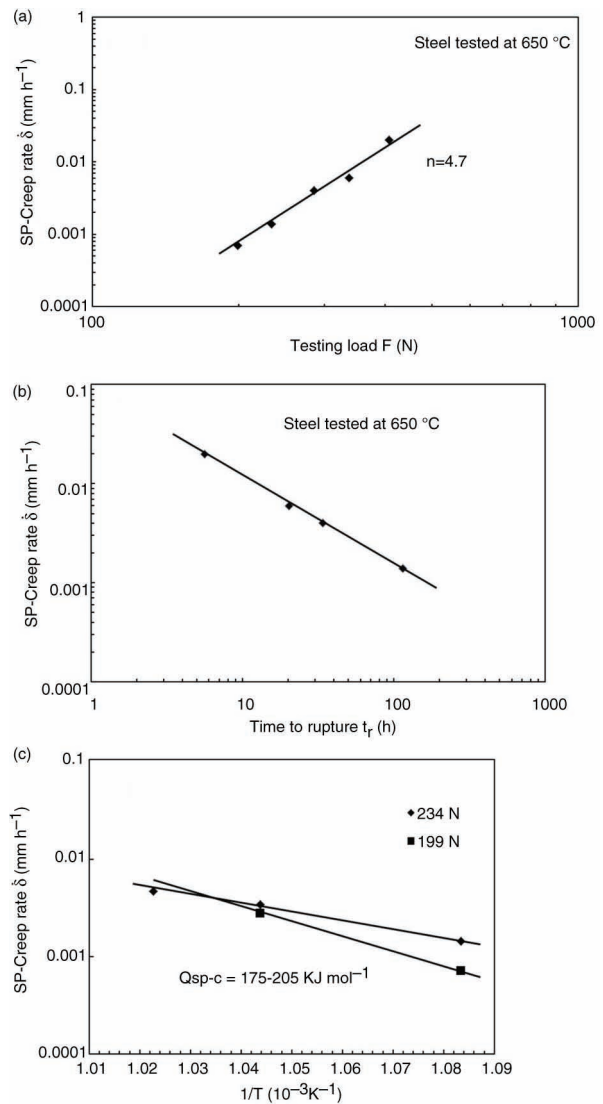 (a)
1
0.1
0.01
0.001
0.0001
SP-Creep rate δ̇ (mm h⁻¹)
Steel tested at 650 °C
n=4.7
100
1000
Testing load F (N)
(b)
0.1
0.01
0.001
0.0001
SP-Creep rate δ̇ (mm h⁻¹)
Steel tested at 650 °C
1
10
100
1000
Time to rupture tᵣ (h)
(c)
0.1
0.01
0.001
0.0001
SP-Creep rate δ̇ (mm h⁻¹)
234 N
199 N
Qsp-c = 175-205 KJ mol⁻¹
1.01
1.02
1.03
1.04
1.05
1.06
1.07
1.08
1.09
1/T (10⁻³K⁻¹)